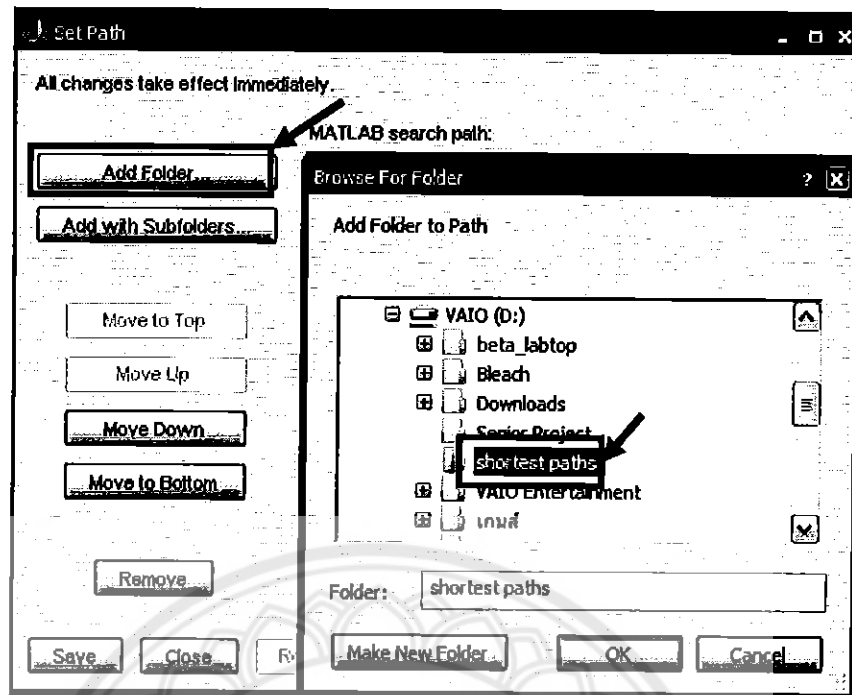 Set Path
All changes take effect immediately.
MATLAB search path:
Add Folder...
Add with Subfolders...
Move to Top
Move Up
Move Down
Move to Bottom
Remove
Save
Close
Browse For Folder
Add Folder to Path
VAIO (D:)
beta_labtop
Bleach
Downloads
Senior Project
shortest paths
VAIO Entertainment
เกมส์
Folder:
shortest paths
Make New Folder
OK
Cancel